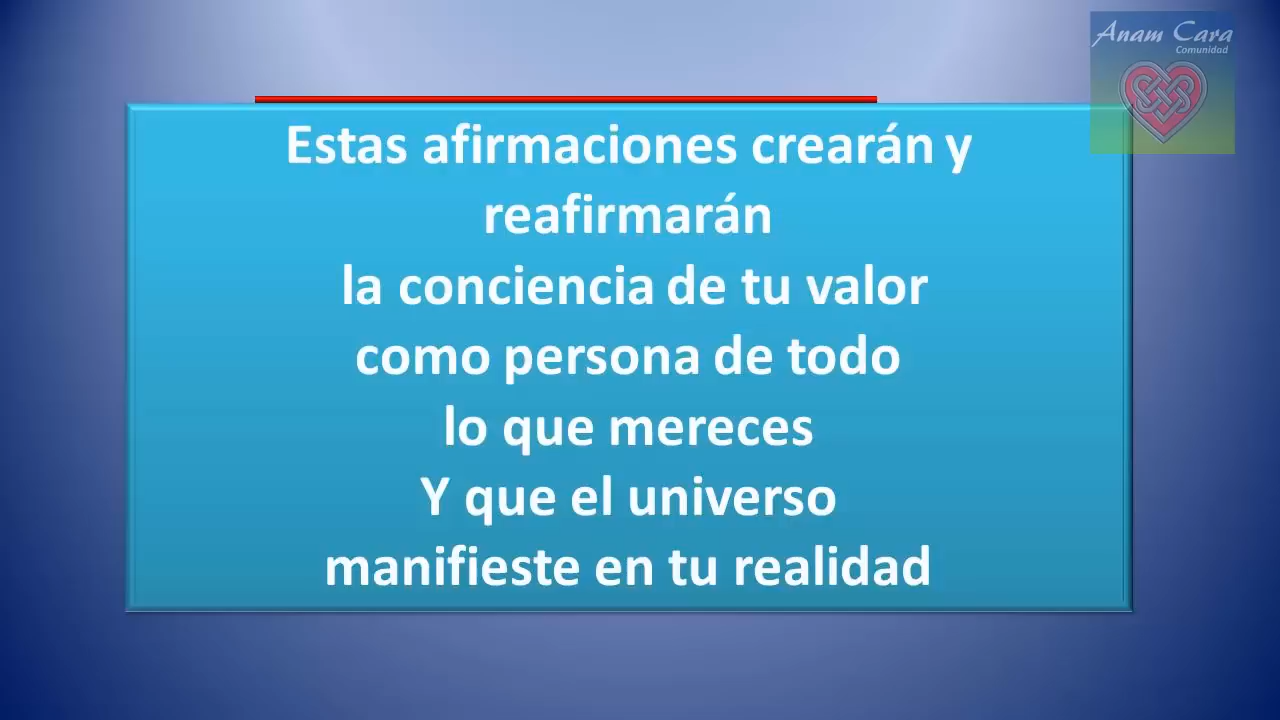 Anam Cara
Comunidad
Estas afirmaciones crearán y
reafirmarán
la conciencia de tu valor
como persona de todo
lo que mereces
Y que el universo
manifieste en tu realidad